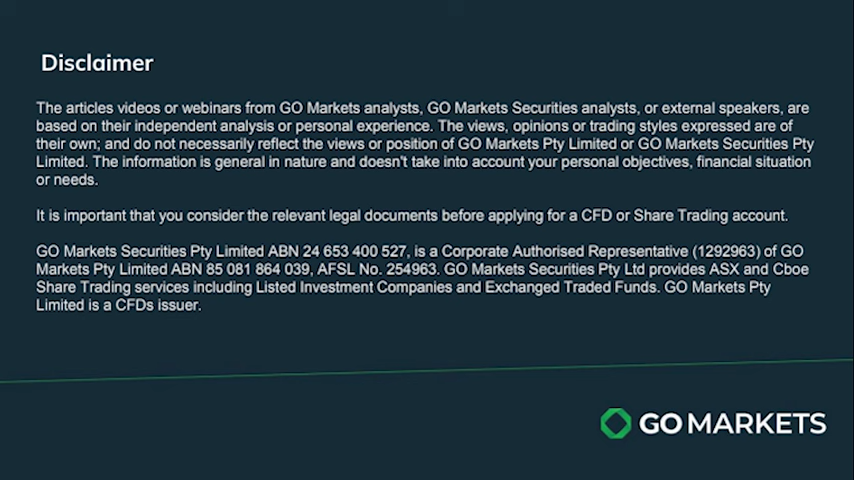 Disclaimer
The articles videos or webinars from GO Markets analysts, GO Markets Securities analysts, or external speakers, are
based on their independent analysis or personal experience. The views, opinions or trading styles expressed are of
their own; and do not necessarily reflect the views or position of GO Markets Pty Limited or GO Markets Securities Pty
Limited. The information is general in nature and doesn't take into account your personal objectives, financial situation
or needs.
It is important that you consider the relevant legal documents before applying for a CFD or Share Trading account.
GO Markets Securities Pty Limited ABN 24 653 400 527, is a Corporate Authorised Representative (1292963) of GO
Markets Pty Limited ABN 85 081 864 039, AFSL No. 254963. GO Markets Securities Pty Ltd provides ASX and Cboe
Share Trading services including Listed Investment Companies and Exchanged Traded Funds. GO Markets Pty
Limited is a CFDs issuer.
GO MARKETS